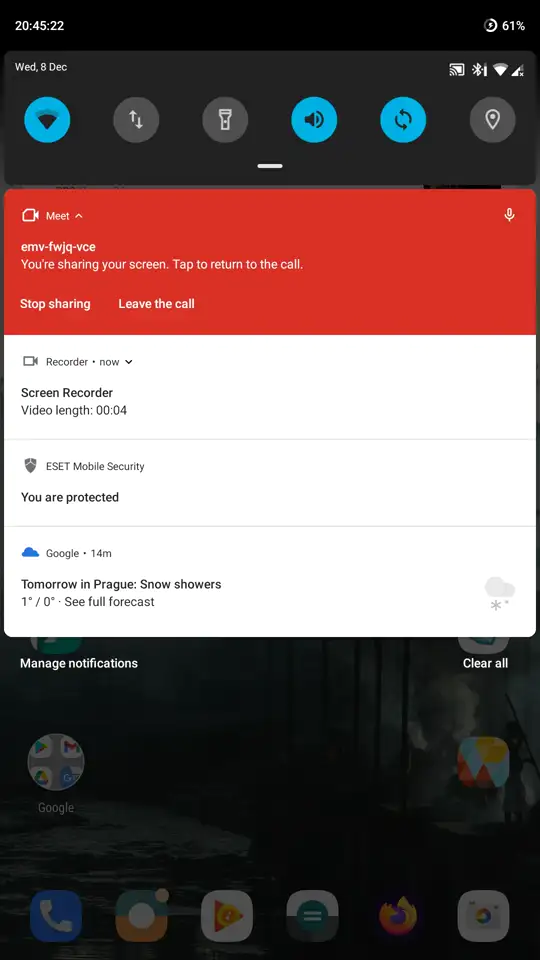 20:45:22
61%
Wed, 8 Dec
Meet
emv-fwjq-vce
You're sharing your screen. Tap to return to the call.
Stop sharing
Leave the call
Recorder • now
Screen Recorder
Video length: 00:04
ESET Mobile Security
You are protected
Google • 14m
Tomorrow in Prague: Snow showers
1° / 0° · See full forecast
Manage notifications
Clear all
Google